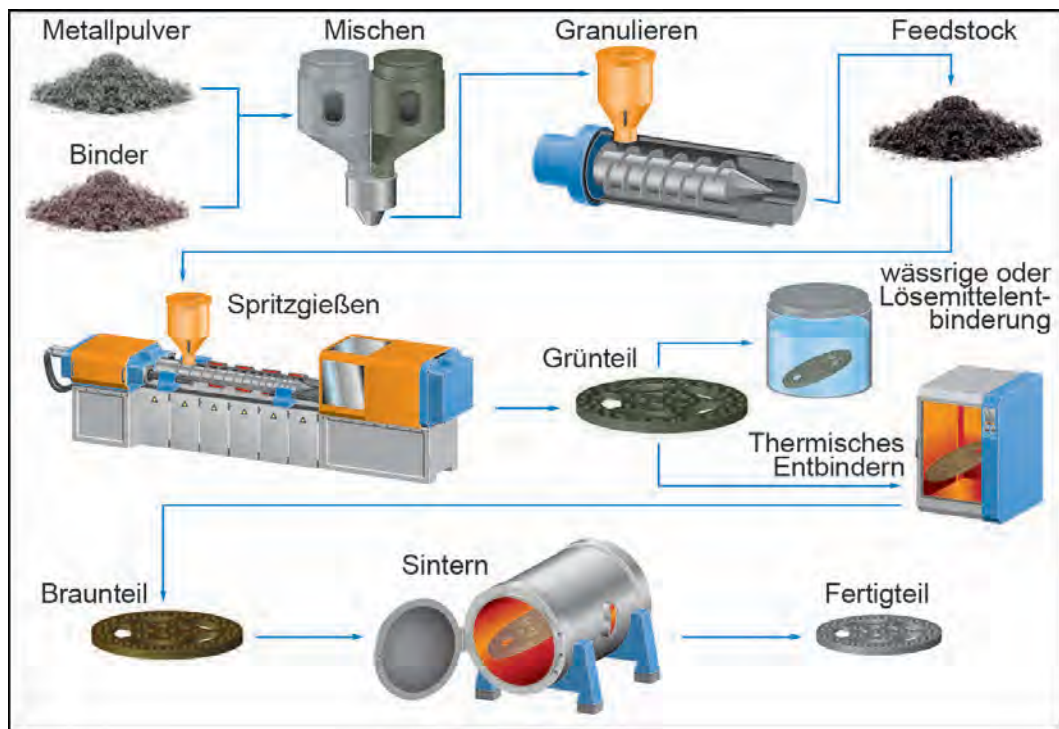 Metallpulver
Mischen
Granulieren
Feedstock
Binder
Spritzgießen
wässrige oder
Lösemittelent-
binderung
Grünteil
Thermisches
Entbindern
Braunteil
Sintern
Fertigteil